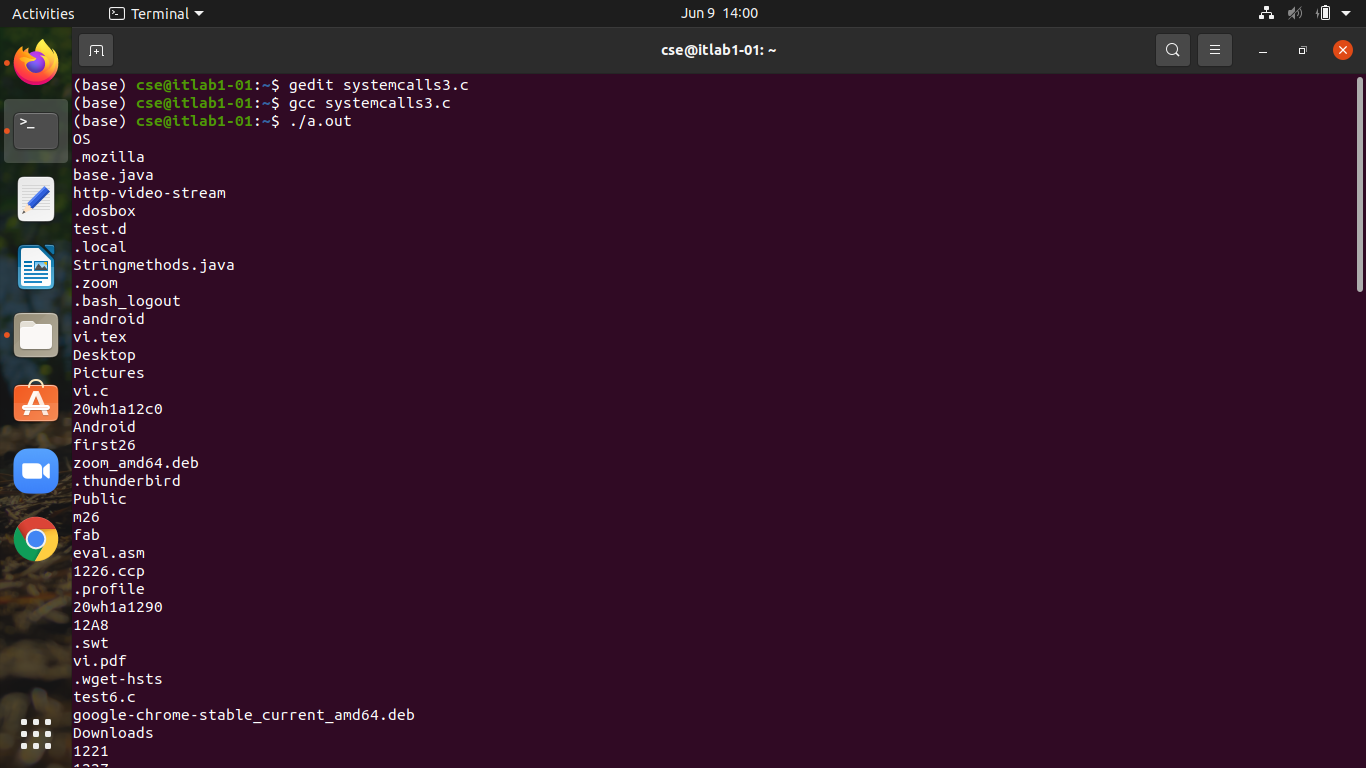 Activities Terminal Jun 9 14:00
cse@itlab1-01: ~
(base) cse@itlab1-01:~$ gedit systemcalls3.c
(base) cse@itlab1-01:~$ gcc systemcalls3.c
(base) cse@itlab1-01:~$ ./a.out
OS
.mozilla
base.java
http-video-stream
.dosbox
test.d
.local
Stringmethods.java
.zoom
.bash_logout
.android
vi.tex
Desktop
Pictures
vi.c
20wh1a12c0
Android
first26
zoom_amd64.deb
.thunderbird
Public
m26
fab
eval.asm
1226.ccp
.profile
20wh1a1290
12A8
.swt
vi.pdf
.wget-hsts
test6.c
google-chrome-stable_current_amd64.deb
Downloads
1221